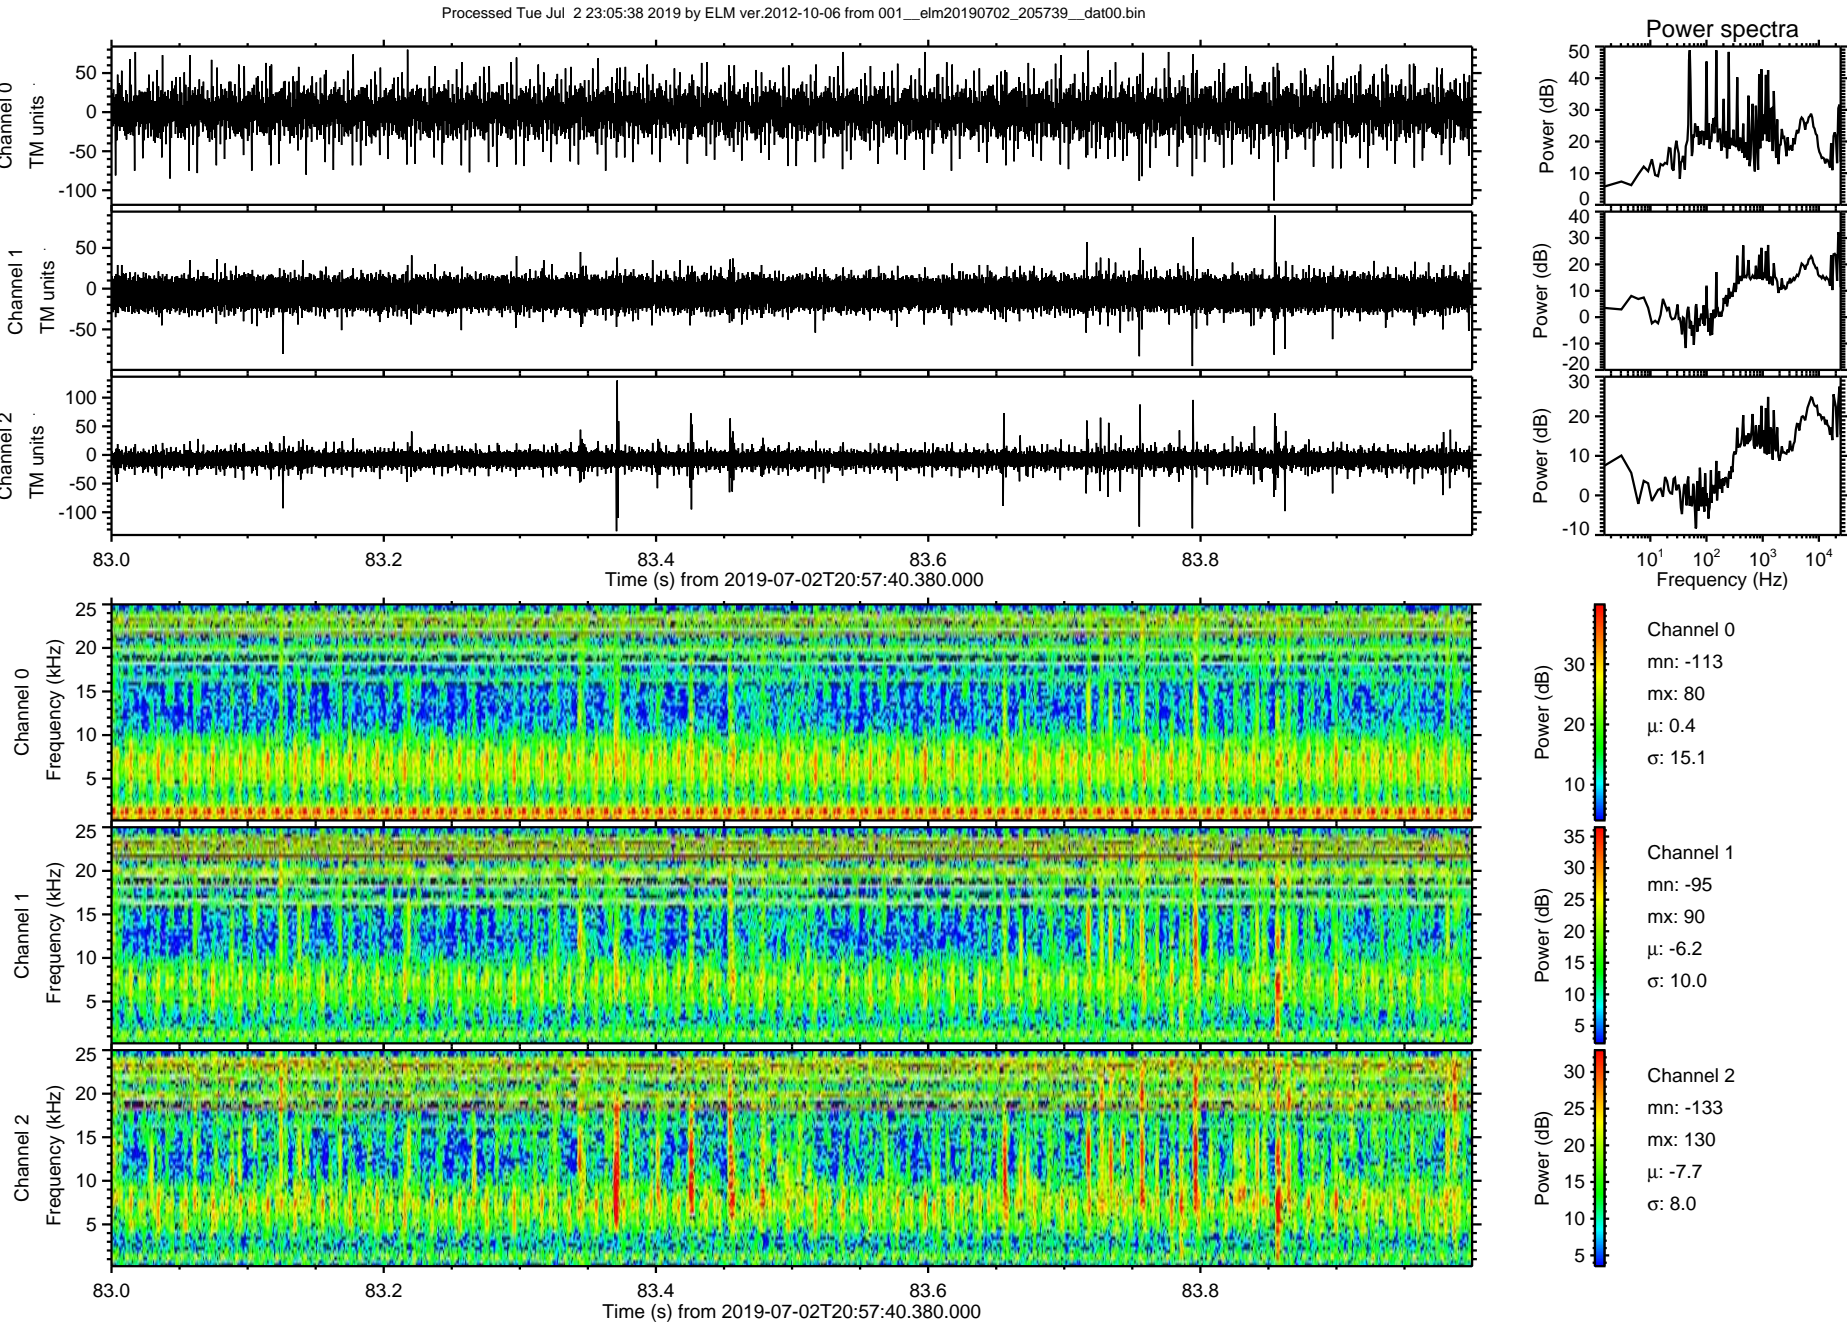 Processed Tue Jul  2 23:05:38 2019 by ELM ver.2012-10-06 from 001__elm20190702_205739__dat00.bin
Power spectra
Channel 0
TM units
50
0
-50
-100
Power (dB)
50
40
30
20
10
0
Channel 1
TM units
50
0
-50
Power (dB)
40
30
20
10
0
-10
-20
Channel 2
TM units
100
50
0
-50
-100
Power (dB)
30
20
10
0
-10
83.0 83.2 83.4 83.6 83.8
Time (s) from 2019-07-02T20:57:40.380.000
10^1 10^2 10^3 10^4
Frequency (Hz)
Channel 0
Frequency (kHz)
25
20
15
10
5
Power (dB)
30
20
10
Channel 0
mn: -113
mx: 80
μ: 0.4
σ: 15.1
Channel 1
Frequency (kHz)
25
20
15
10
5
Power (dB)
35
30
25
20
15
10
5
Channel 1
mn: -95
mx: 90
μ: -6.2
σ: 10.0
Channel 2
Frequency (kHz)
25
20
15
10
5
Power (dB)
30
25
20
15
10
5
Channel 2
mn: -133
mx: 130
μ: -7.7
σ: 8.0
83.0 83.2 83.4 83.6 83.8
Time (s) from 2019-07-02T20:57:40.380.000